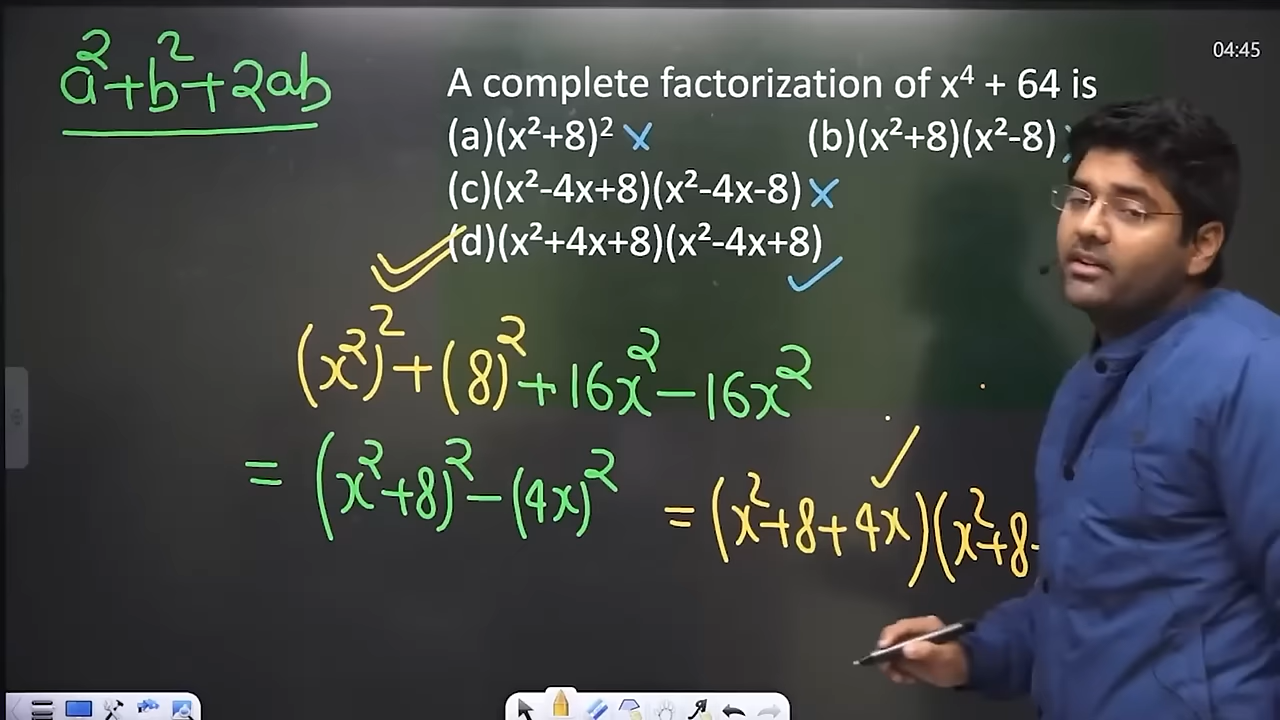 a²+b²+2ab
04:45
A complete factorization of x⁴ + 64 is
(a)(x²+8)² x (b)(x²+8)(x²-8)
(c)(x²-4x+8)(x²-4x-8) x
(d)(x²+4x+8)(x²-4x+8)
(x²)²+(8)²+16x²-16x²
= (x²+8)²-(4x)²
= (x²+8+4x)(x²+8-